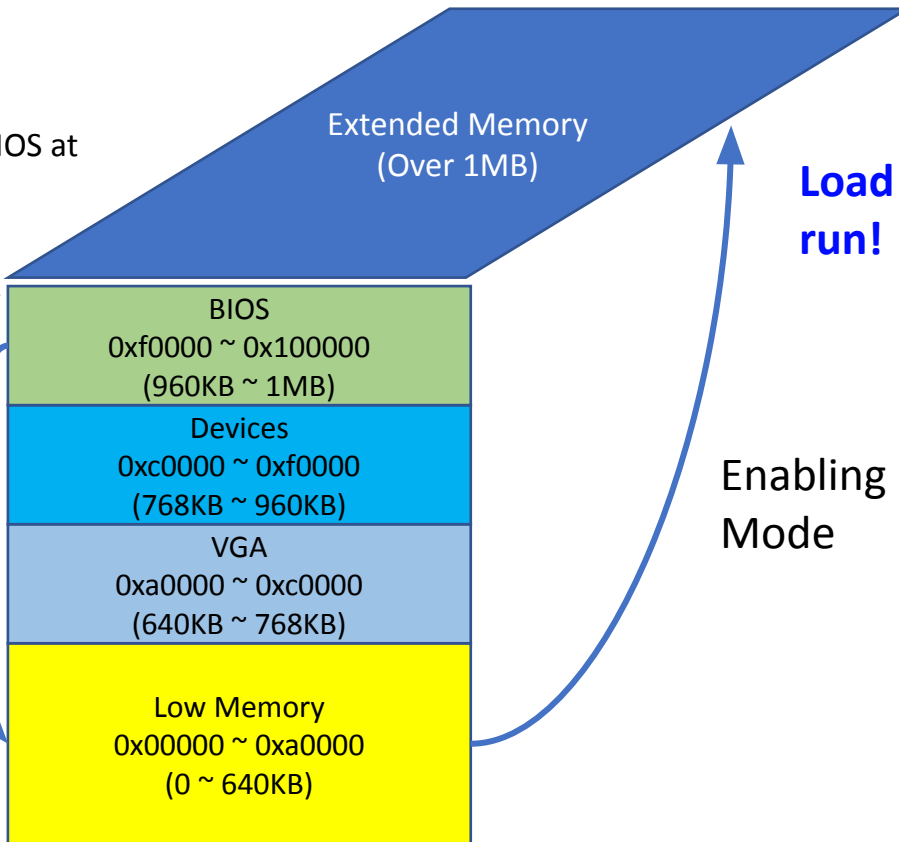 Extended Memory
(Over 1MB)
IOS at
Load
run!
BIOS
0xf0000 ~ 0x100000
(960KB ~ 1MB)
Devices
0xc0000 ~ 0xf0000
(768KB ~ 960KB)
Enabling
Mode
VGA
0xa0000 ~ 0xc0000
(640KB ~ 768KB)
Low Memory
0x00000 ~ 0xa0000
(0 ~ 640KB)